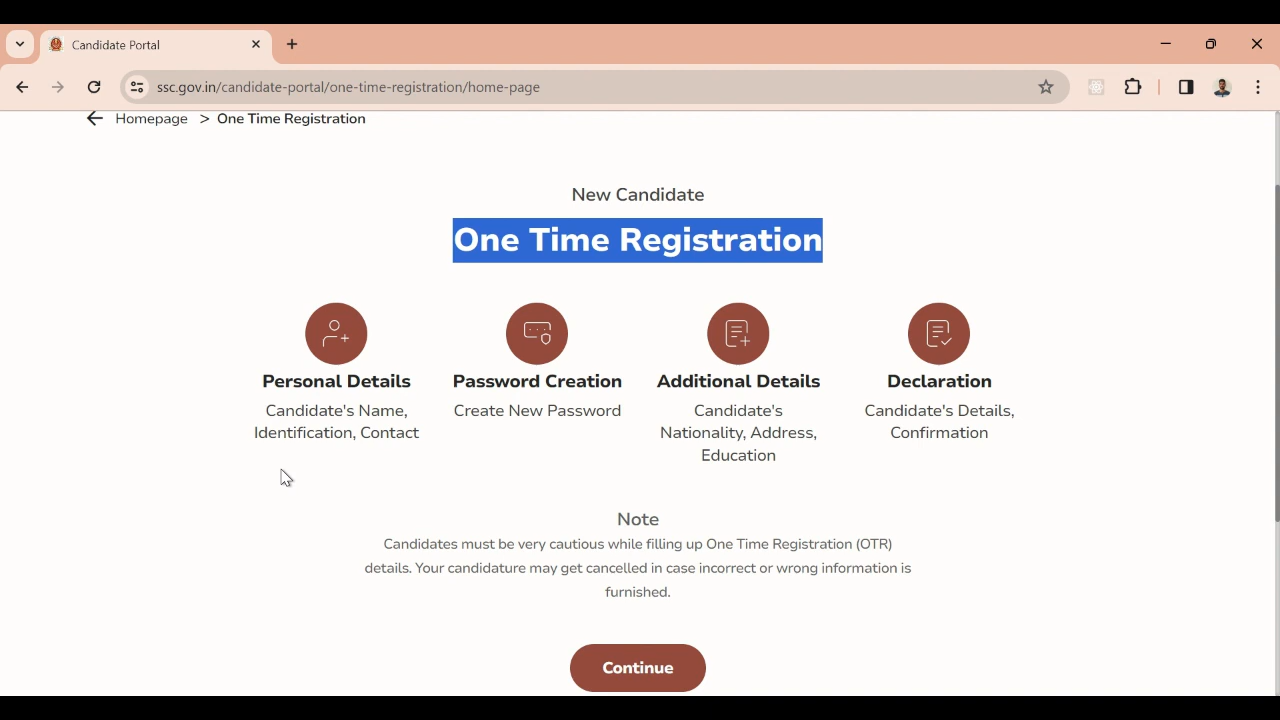 Candidate Portal
ssc.gov.in/candidate-portal/one-time-registration/home-page
Homepage > One Time Registration
New Candidate
One Time Registration
Personal Details
Candidate's Name,
Identification, Contact
Password Creation
Create New Password
Additional Details
Candidate's
Nationality, Address,
Education
Declaration
Candidate's Details,
Confirmation
Note
Candidates must be very cautious while filling up One Time Registration (OTR)
details. Your candidature may get cancelled in case incorrect or wrong information is
furnished.
Continue